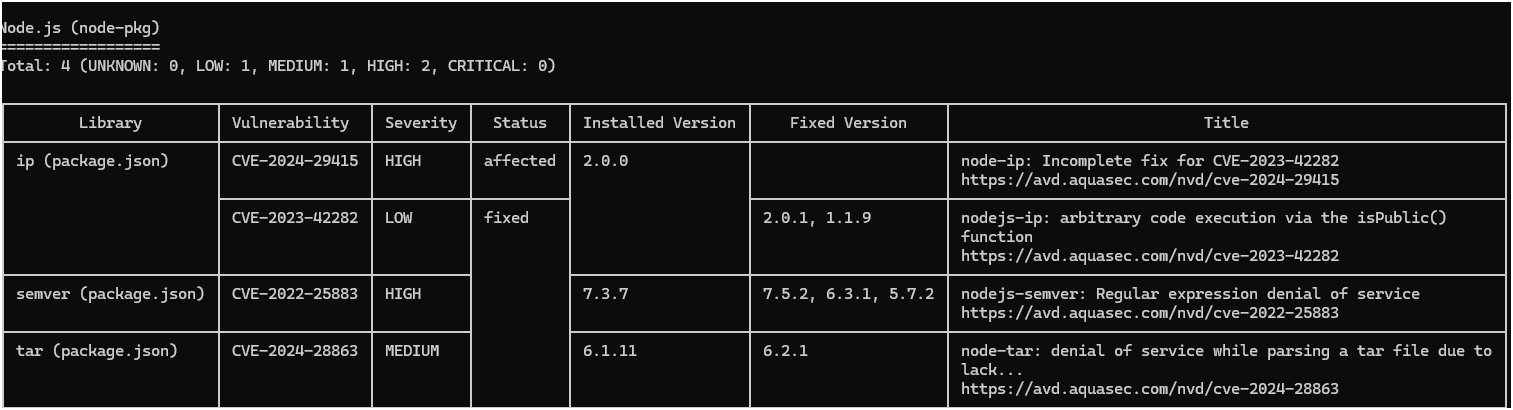 Node.js (node-pkg)
==================
Total: 4 (UNKNOWN: 0, LOW: 1, MEDIUM: 1, HIGH: 2, CRITICAL: 0)
Library Vulnerability Severity Status Installed Version Fixed Version Title
ip (package.json) CVE-2024-29415 HIGH affected 2.0.0 node-ip: Incomplete fix for CVE-2023-42282
https://avd.aquasec.com/nvd/cve-2024-29415
CVE-2023-42282 LOW fixed 2.0.1, 1.1.9 nodejs-ip: arbitrary code execution via the isPublic()
function
https://avd.aquasec.com/nvd/cve-2023-42282
semver (package.json) CVE-2022-25883 HIGH 7.3.7 7.5.2, 6.3.1, 5.7.2 nodejs-semver: Regular expression denial of service
https://avd.aquasec.com/nvd/cve-2022-25883
tar (package.json) CVE-2024-28863 MEDIUM 6.1.11 6.2.1 node-tar: denial of service while parsing a tar file due to
lack...
https://avd.aquasec.com/nvd/cve-2024-28863